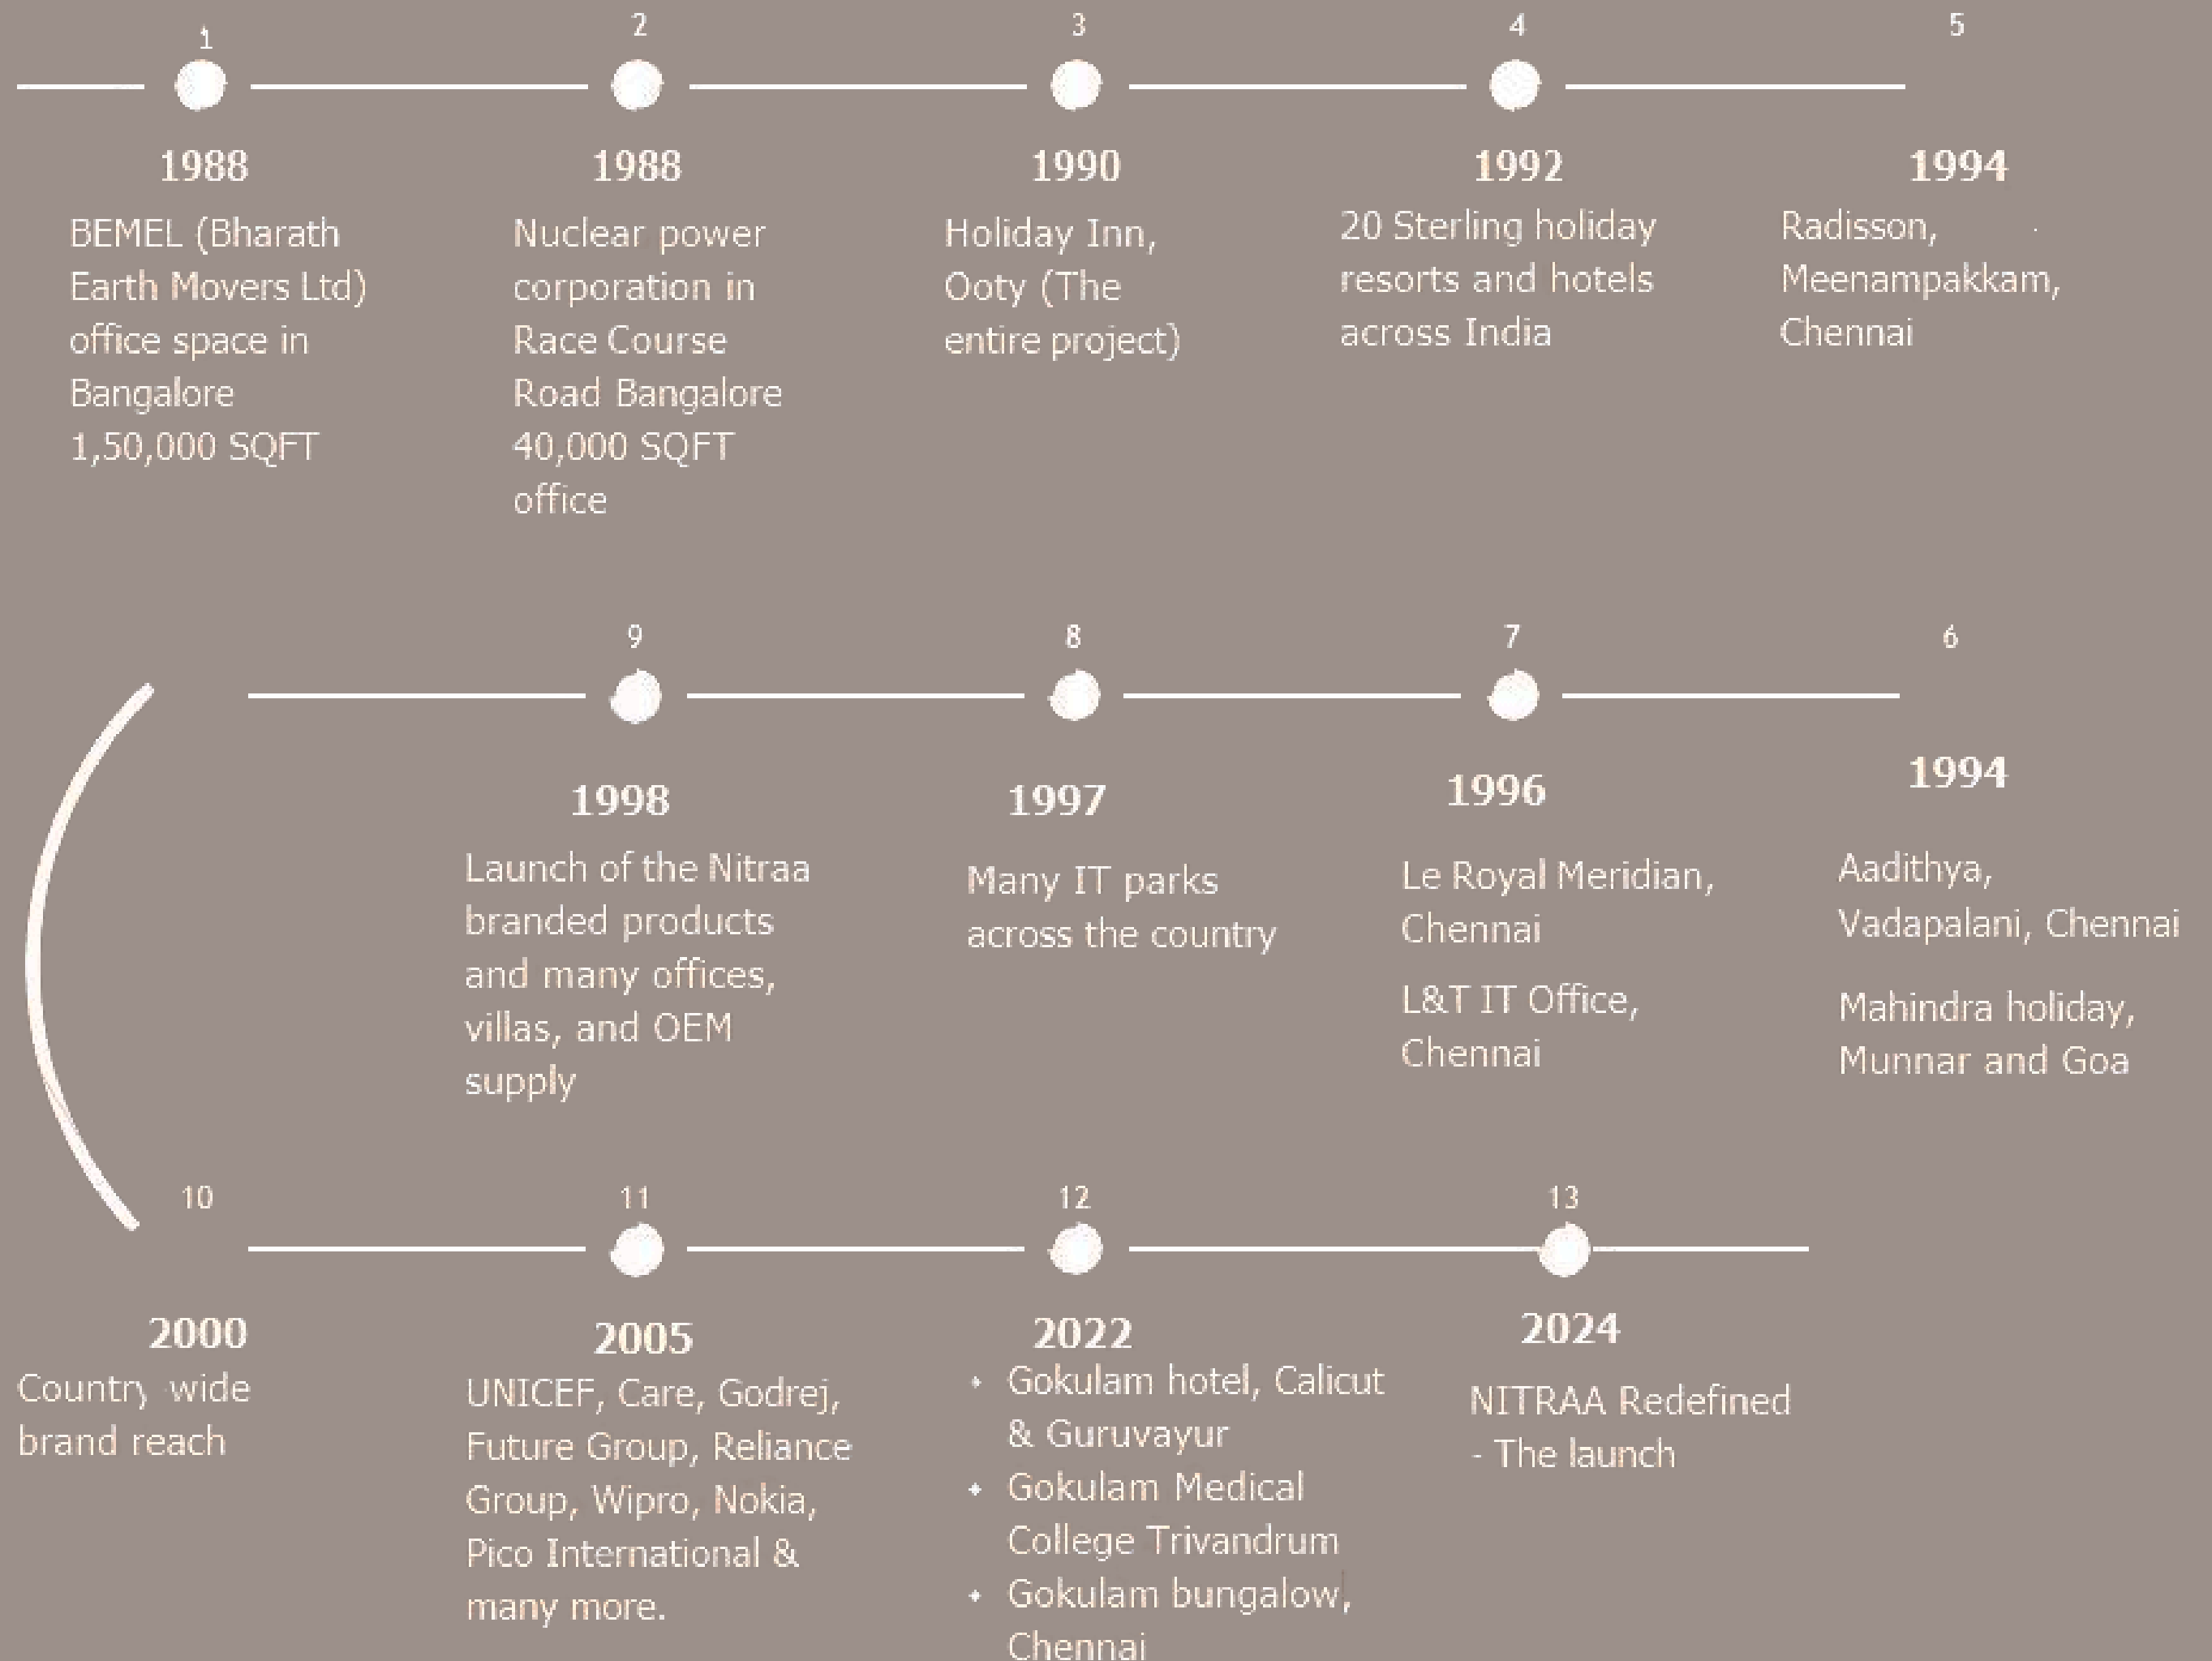 1
1988
BEMEL (Bharath
Earth Movers Ltd)
office space in
Bangalore
1,50,000 SQFT
2
1988
Nuclear power
corporation in
Race Course
Road Bangalore
40,000 SQFT
office
3
1990
Holiday Inn,
Ooty (The
entire project)
4
1992
20 Sterling holiday
resorts and hotels
across India
5
1994
Radisson,
Meenampakkam,
Chennai
6
1994
Aadithya,
Vadapalani, Chennai
Mahindra holiday,
Munnar and Goa
7
1996
Le Royal Meridian,
Chennai
L&T IT Office,
Chennai
8
1997
Many IT parks
across the country
9
1998
Launch of the Nitraa
branded products
and many offices,
villas, and OEM
supply
10
2000
Country wide
brand reach
11
2005
UNICEF, Care, Godrej,
Future Group, Reliance
Group, Wipro, Nokia,
Pico International &
many more.
12
2022
• Gokulam hotel, Calicut
& Guruvayur
• Gokulam Medical
College Trivandrum
• Gokulam bungalow,
Chennai
13
2024
NITRAA Redefined
- The launch